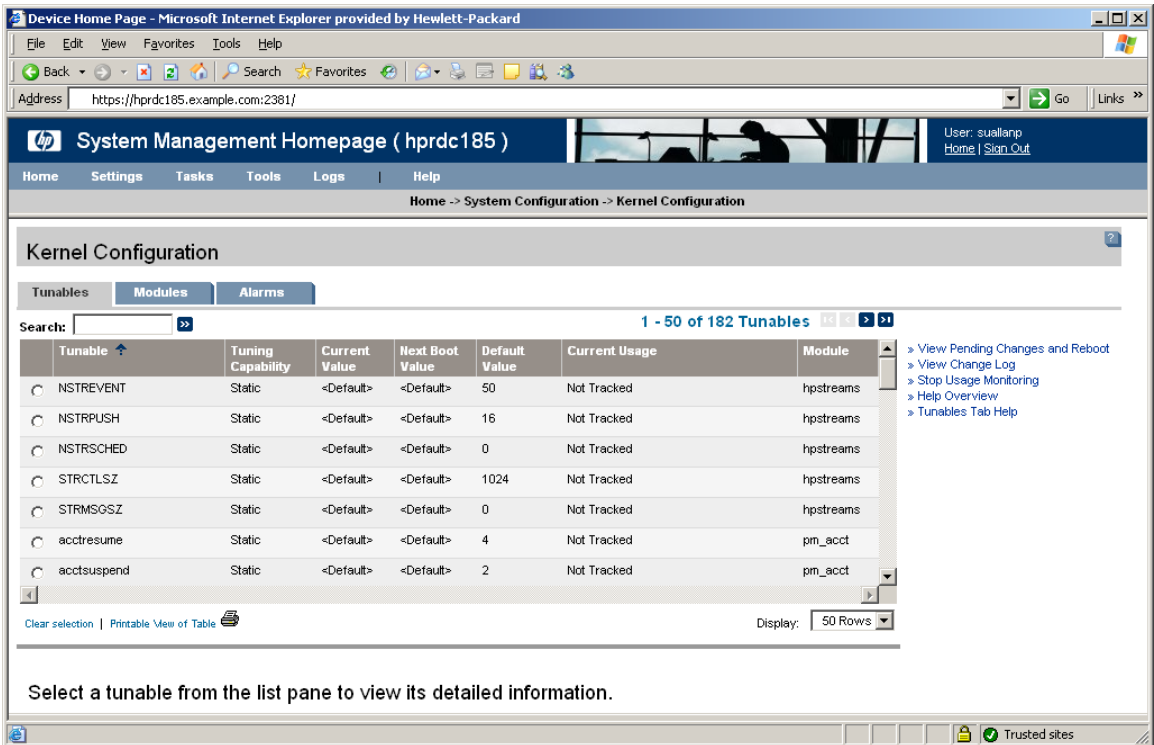 Device Home Page - Microsoft Internet Explorer provided by Hewlett-Packard
File Edit View Favorites Tools Help
Back Search Favorites
Address https://hprdc185.example.com:2381/ Go Links »
hp System Management Homepage ( hprdc185 ) User: suallanp
Home | Sign Out
Home Settings Tasks Tools Logs | Help
Home -> System Configuration -> Kernel Configuration
Kernel Configuration ?
Tunables Modules Alarms
Search: » 1 - 50 of 182 Tunables
Tunable Tuning Capability Current Value Next Boot Value Default Value Current Usage Module
NSTREVENT Static <Default> <Default> 50 Not Tracked hpstreams
NSTRPUSH Static <Default> <Default> 16 Not Tracked hpstreams
NSTRSCHED Static <Default> <Default> 0 Not Tracked hpstreams
STRCTLSZ Static <Default> <Default> 1024 Not Tracked hpstreams
STRMSGSZ Static <Default> <Default> 0 Not Tracked hpstreams
acctresume Static <Default> <Default> 4 Not Tracked pm_acct
acctsuspend Static <Default> <Default> 2 Not Tracked pm_acct
» View Pending Changes and Reboot
» View Change Log
» Stop Usage Monitoring
» Help Overview
» Tunables Tab Help
Clear selection | Printable View of Table Display: 50 Rows
Select a tunable from the list pane to view its detailed information.
Trusted sites